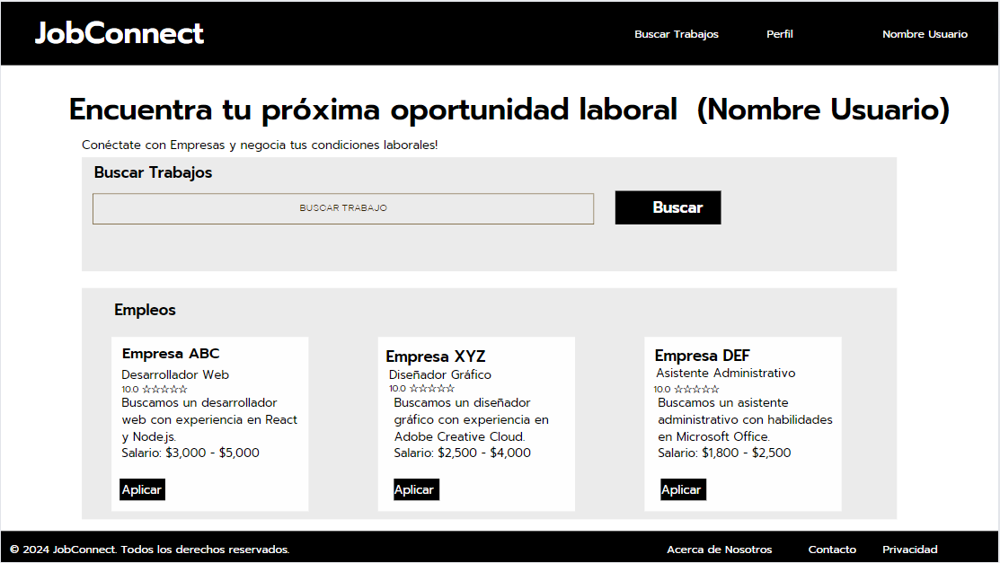 JobConnect
Buscar Trabajos
Perfil
Nombre Usuario
Encuentra tu próxima oportunidad laboral (Nombre Usuario)
Conéctate con Empresas y negocia tus condiciones laborales!
Buscar Trabajos
BUSCAR TRABAJO
Buscar
Empleos
Empresa ABC
Desarrollador Web
10.0 ☆☆☆☆☆
Buscamos un desarrollador
web con experiencia en React
y Node.js.
Salario: $3,000 - $5,000
Aplicar
Empresa XYZ
Diseñador Gráfico
10.0 ☆☆☆☆☆
Buscamos un diseñador
gráfico con experiencia en
Adobe Creative Cloud.
Salario: $2,500 - $4,000
Aplicar
Empresa DEF
Asistente Administrativo
10.0 ☆☆☆☆☆
Buscamos un asistente
administrativo con habilidades
en Microsoft Office.
Salario: $1,800 - $2,500
Aplicar
© 2024 JobConnect. Todos los derechos reservados.
Acerca de Nosotros
Contacto
Privacidad